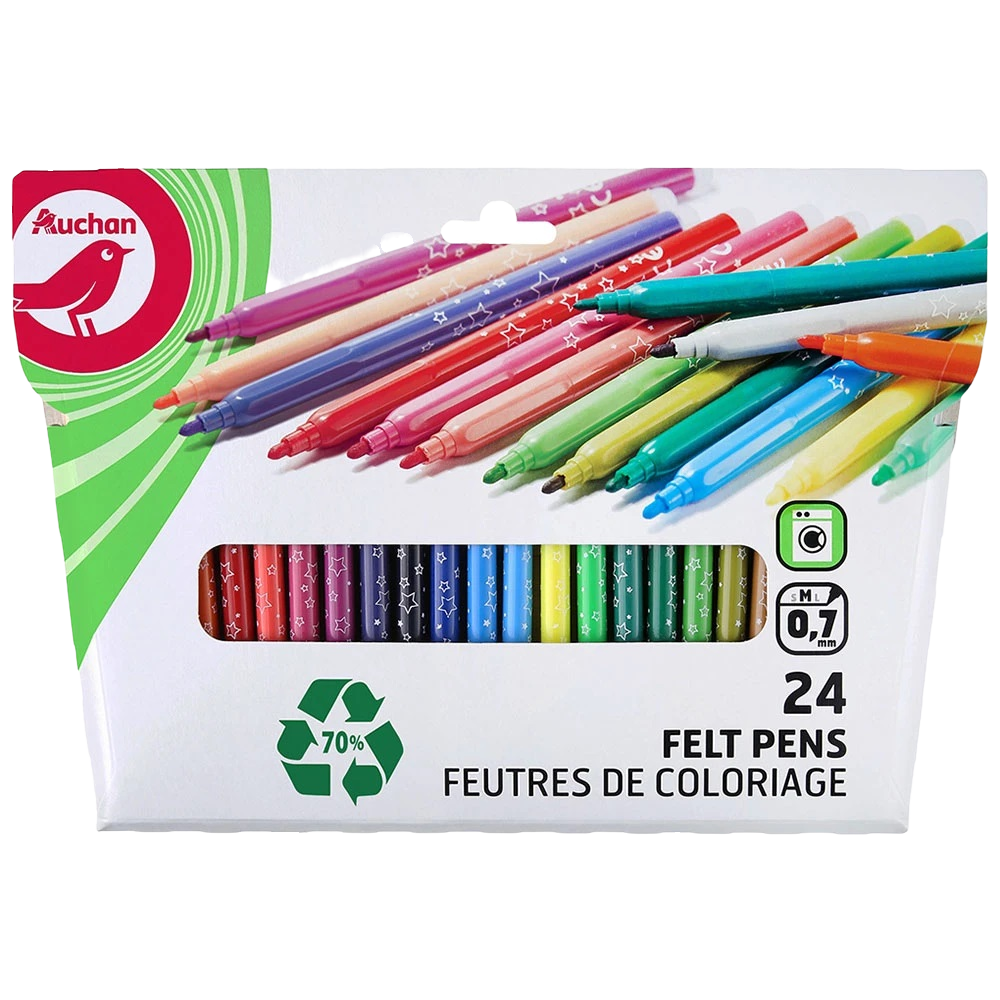 Auchan
S M L
0,7
mm
24
70%
FELT PENS
FEUTRES DE COLORIAGE